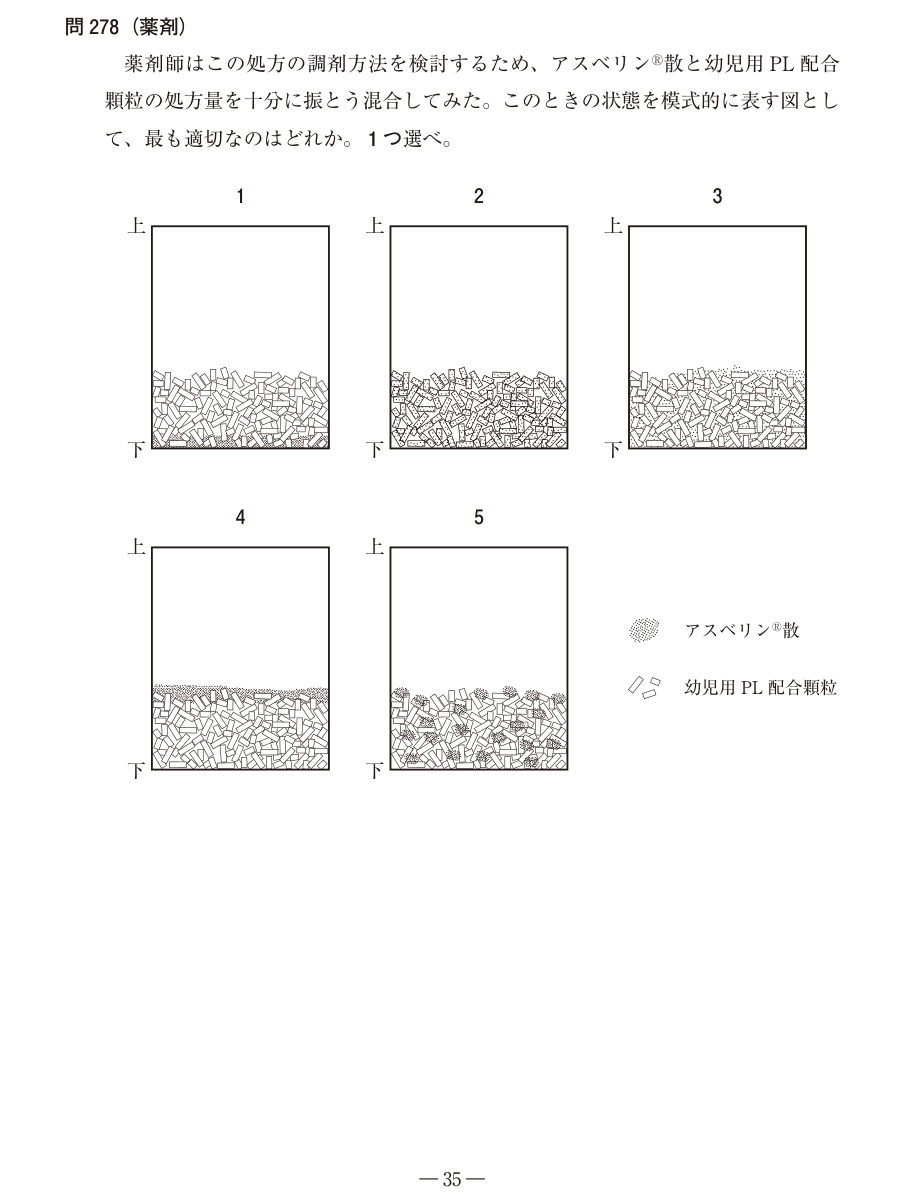 問 278（薬剤）
薬剤師はこの処方の調剤方法を検討するため、アスベリン®散と幼児用 PL 配合
顆粒の処方量を十分に振とう混合してみた。このときの状態を模式的に表す図とし
て、最も適切なのはどれか。1つ選べ。
1
2
3
上
上
上
下
下
下
4
5
上
上
アスベリン®散
幼児用 PL 配合顆粒
下
下
— 35 —